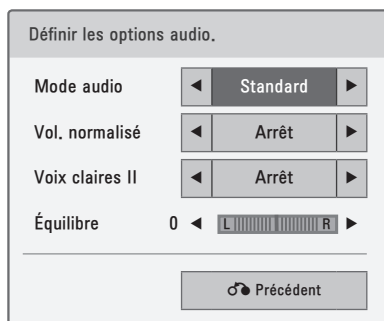 Définir les options audio.
Mode audio ◄ Standard ►
Vol. normalisé ◄ Arrêt ►
Voix claires II ◄ Arrêt ►
Équilibre 0 ◄ L R ►
Précédent